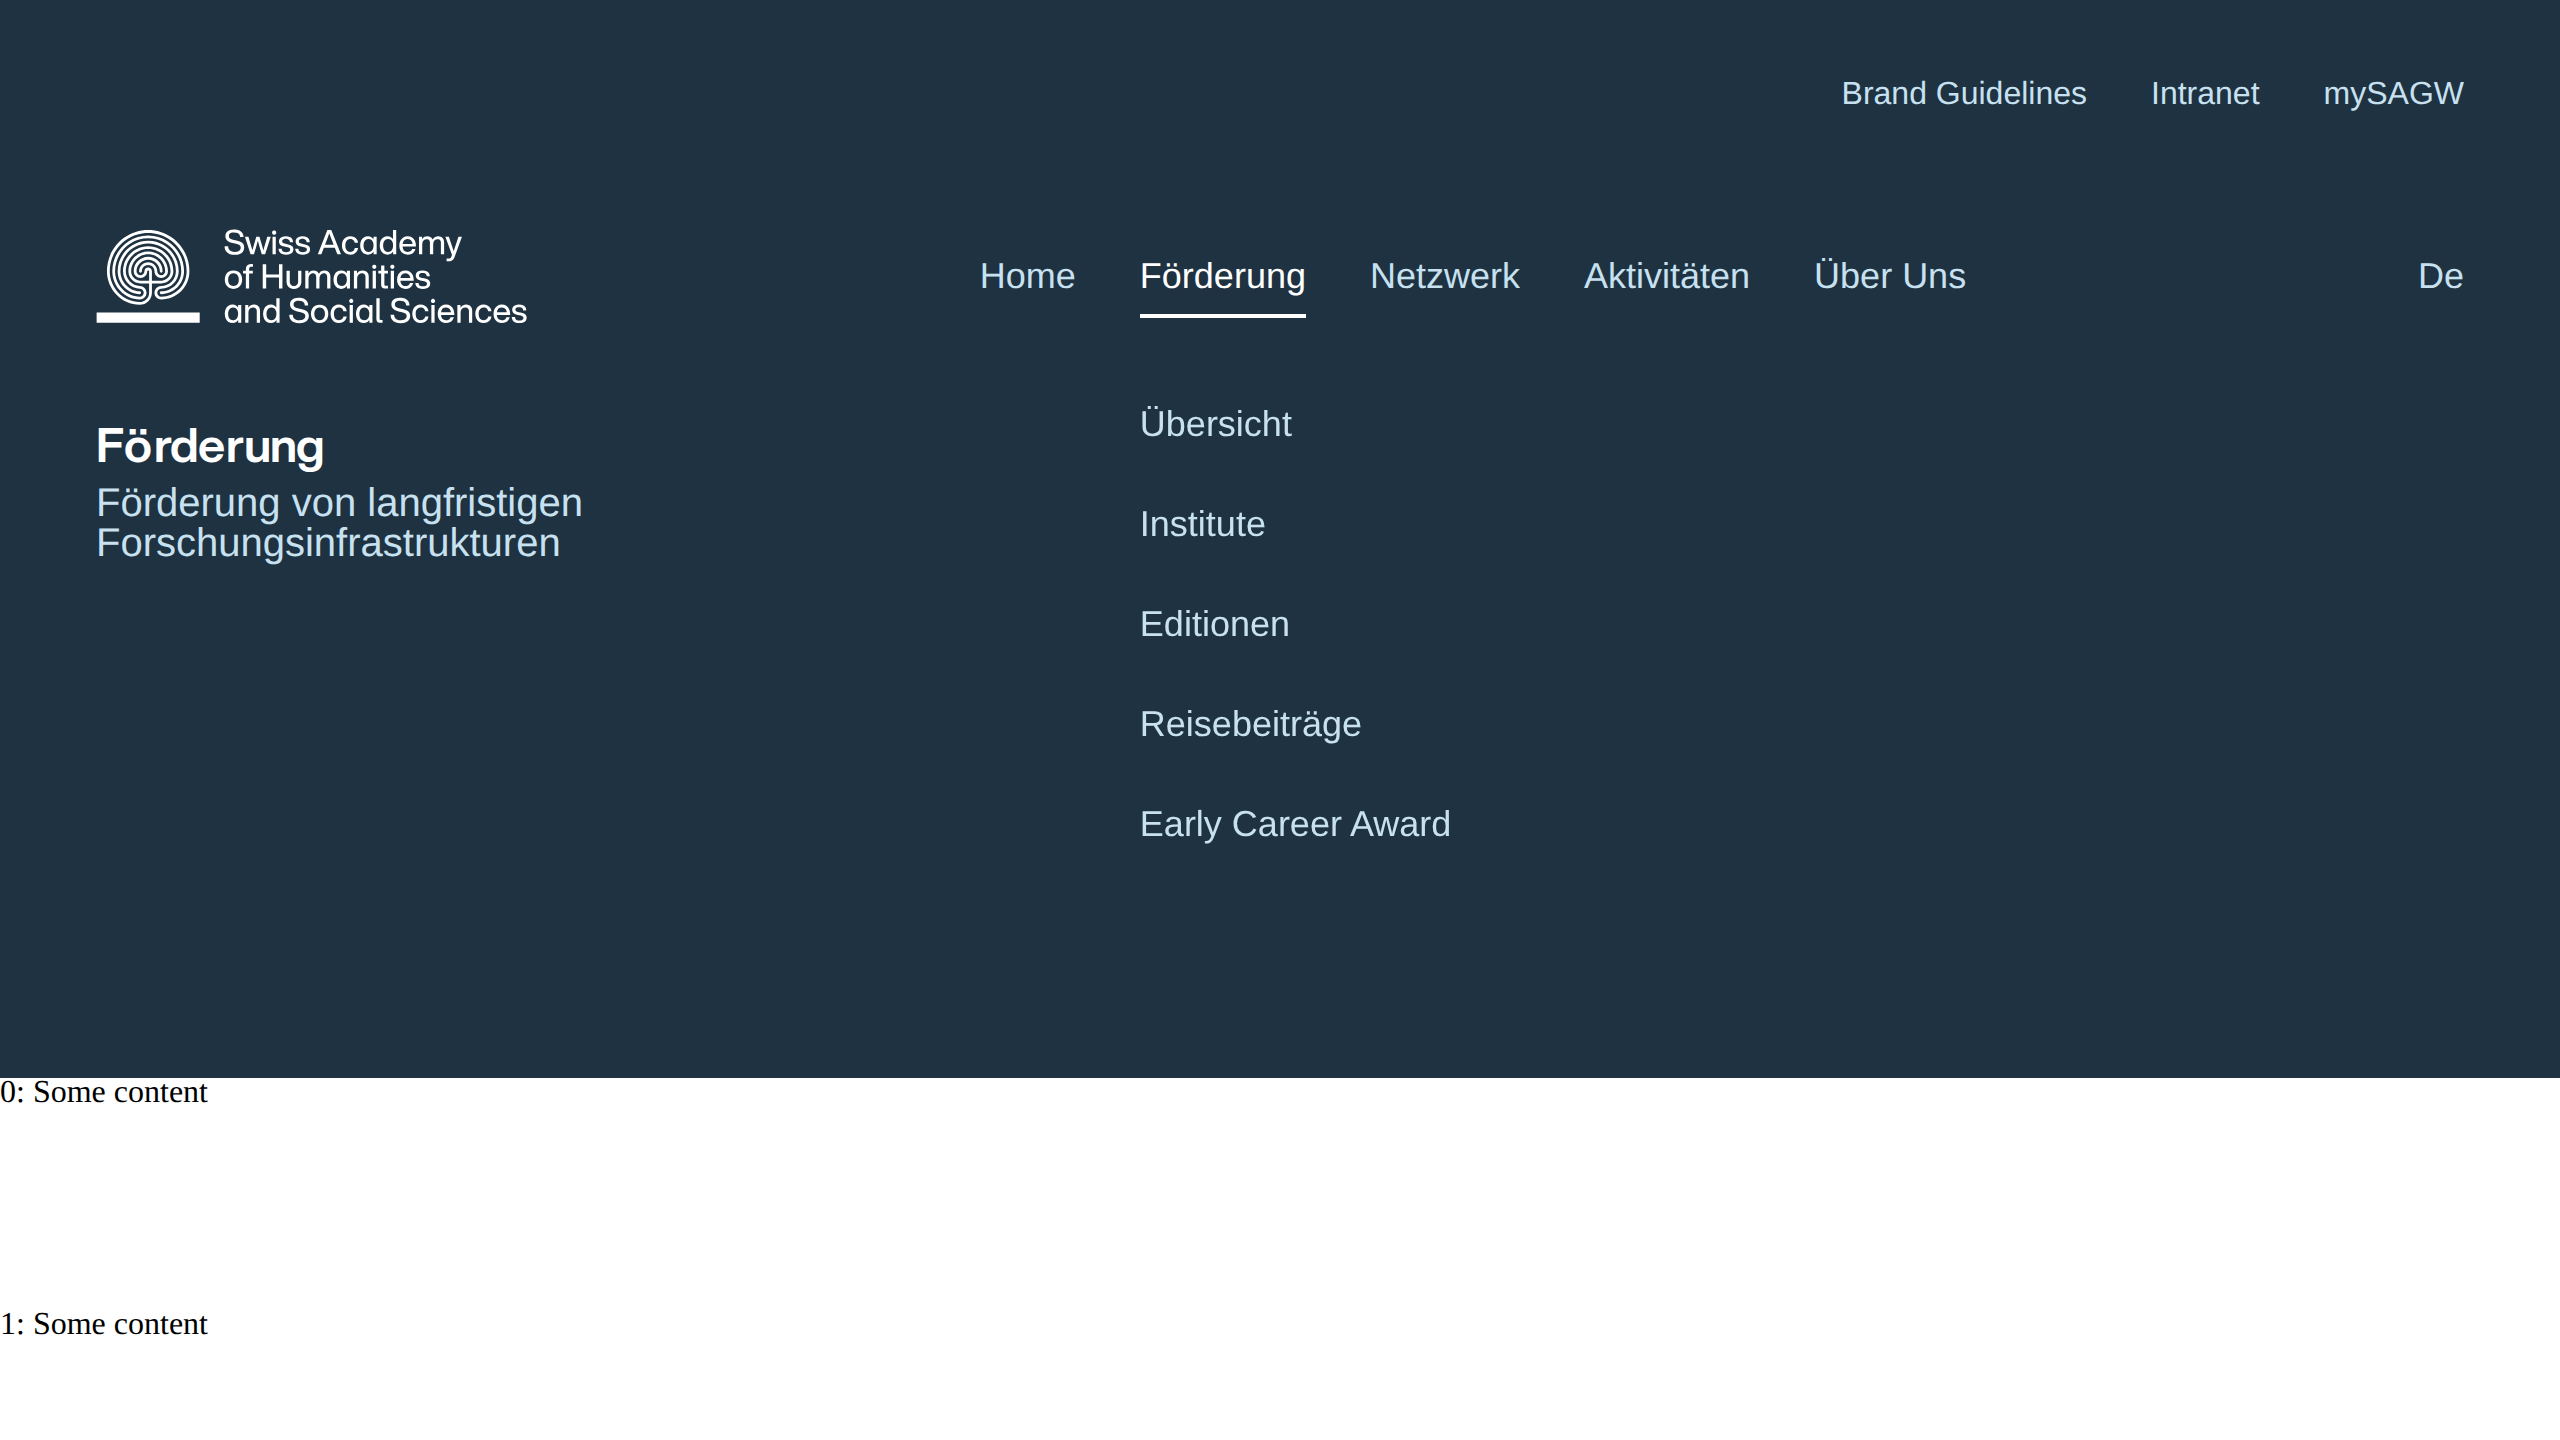 Brand Guidelines Intranet mySAGW
Swiss Academy
of Humanities
and Social Sciences
Home Förderung Netzwerk Aktivitäten Über Uns De
Förderung
Förderung von langfristigen
Forschungsinfrastrukturen
Übersicht
Institute
Editionen
Reisebeiträge
Early Career Award
0: Some content
1: Some content